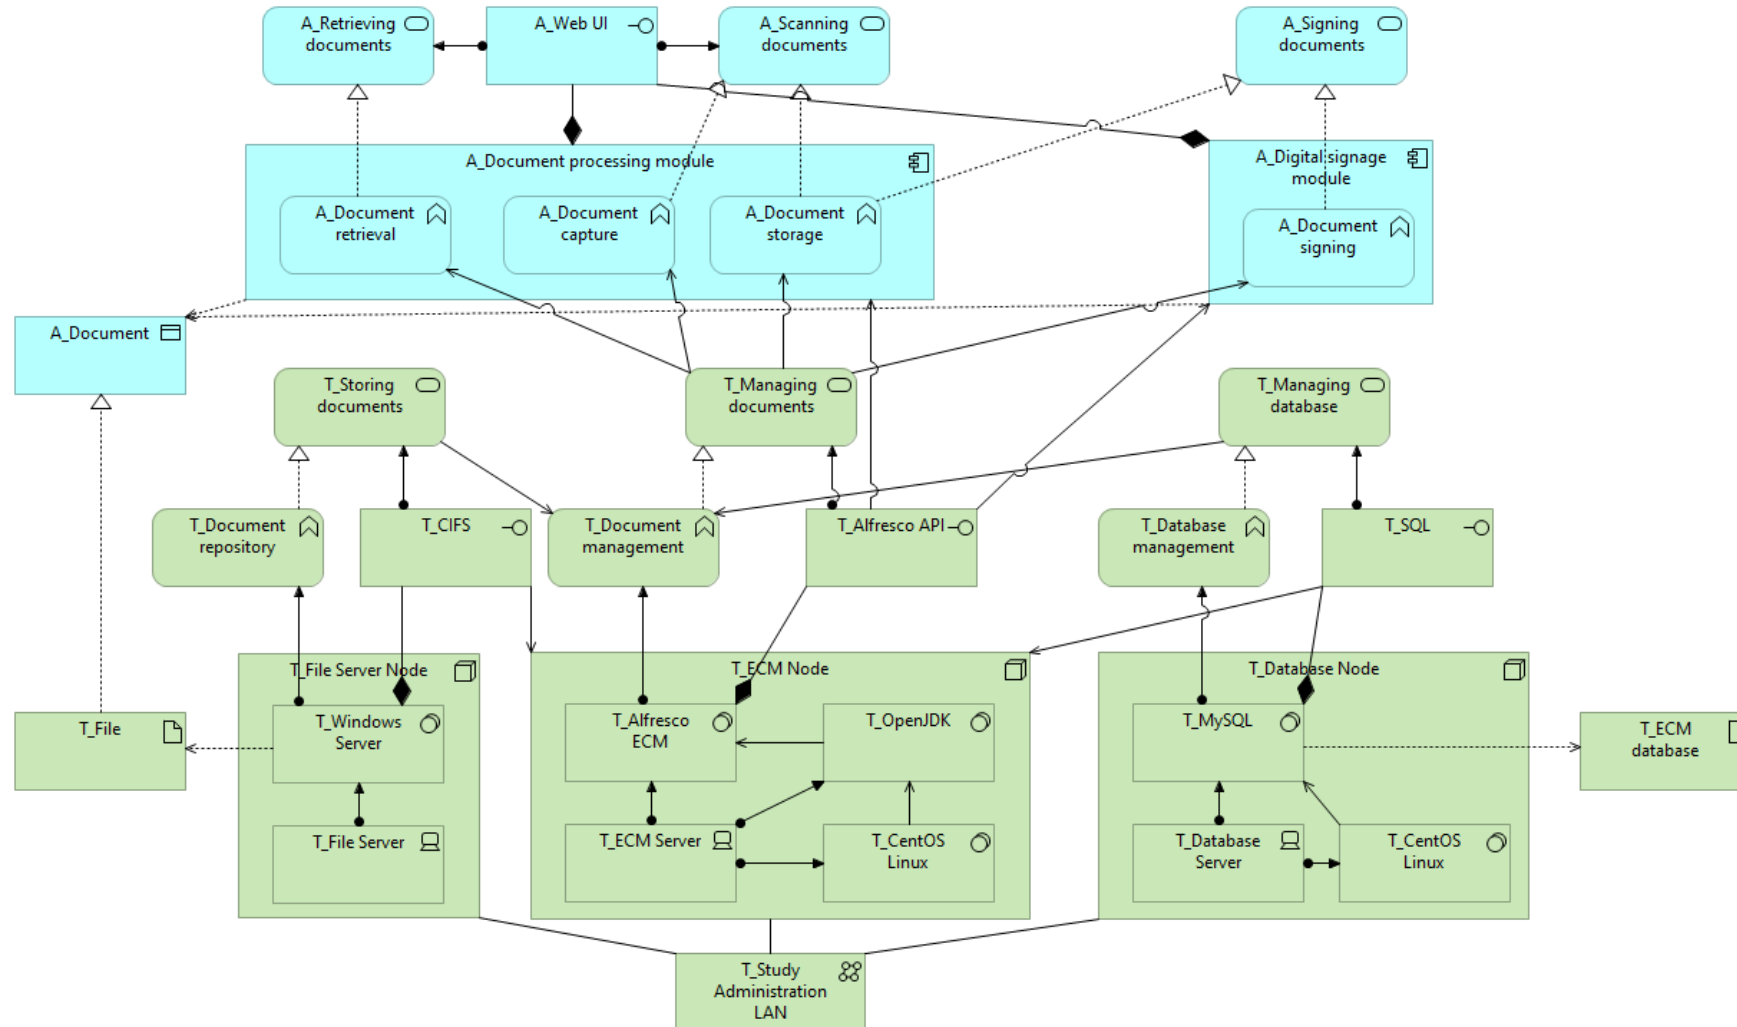 A_Retrieving
documents
A_Web UI
A_Scanning
documents
A_Signing
documents
A_Document processing module
A_Digital signage
module
A_Document
retrieval
A_Document
capture
A_Document
storage
A_Document
signing
A_Document
T_Storing
documents
T_Managing
documents
T_Managing
database
T_Document
repository
T_CIFS
T_Document
management
T_Alfresco API
T_Database
management
T_SQL
T_File Server Node
T_ECM Node
T_Database Node
T_File
T_Windows
Server
T_Alfresco
ECM
T_OpenJDK
T_MySQL
T_ECM
database
T_File Server
T_ECM Server
T_CentOS
Linux
T_Database
Server
T_CentOS
Linux
T_Study
Administration
LAN